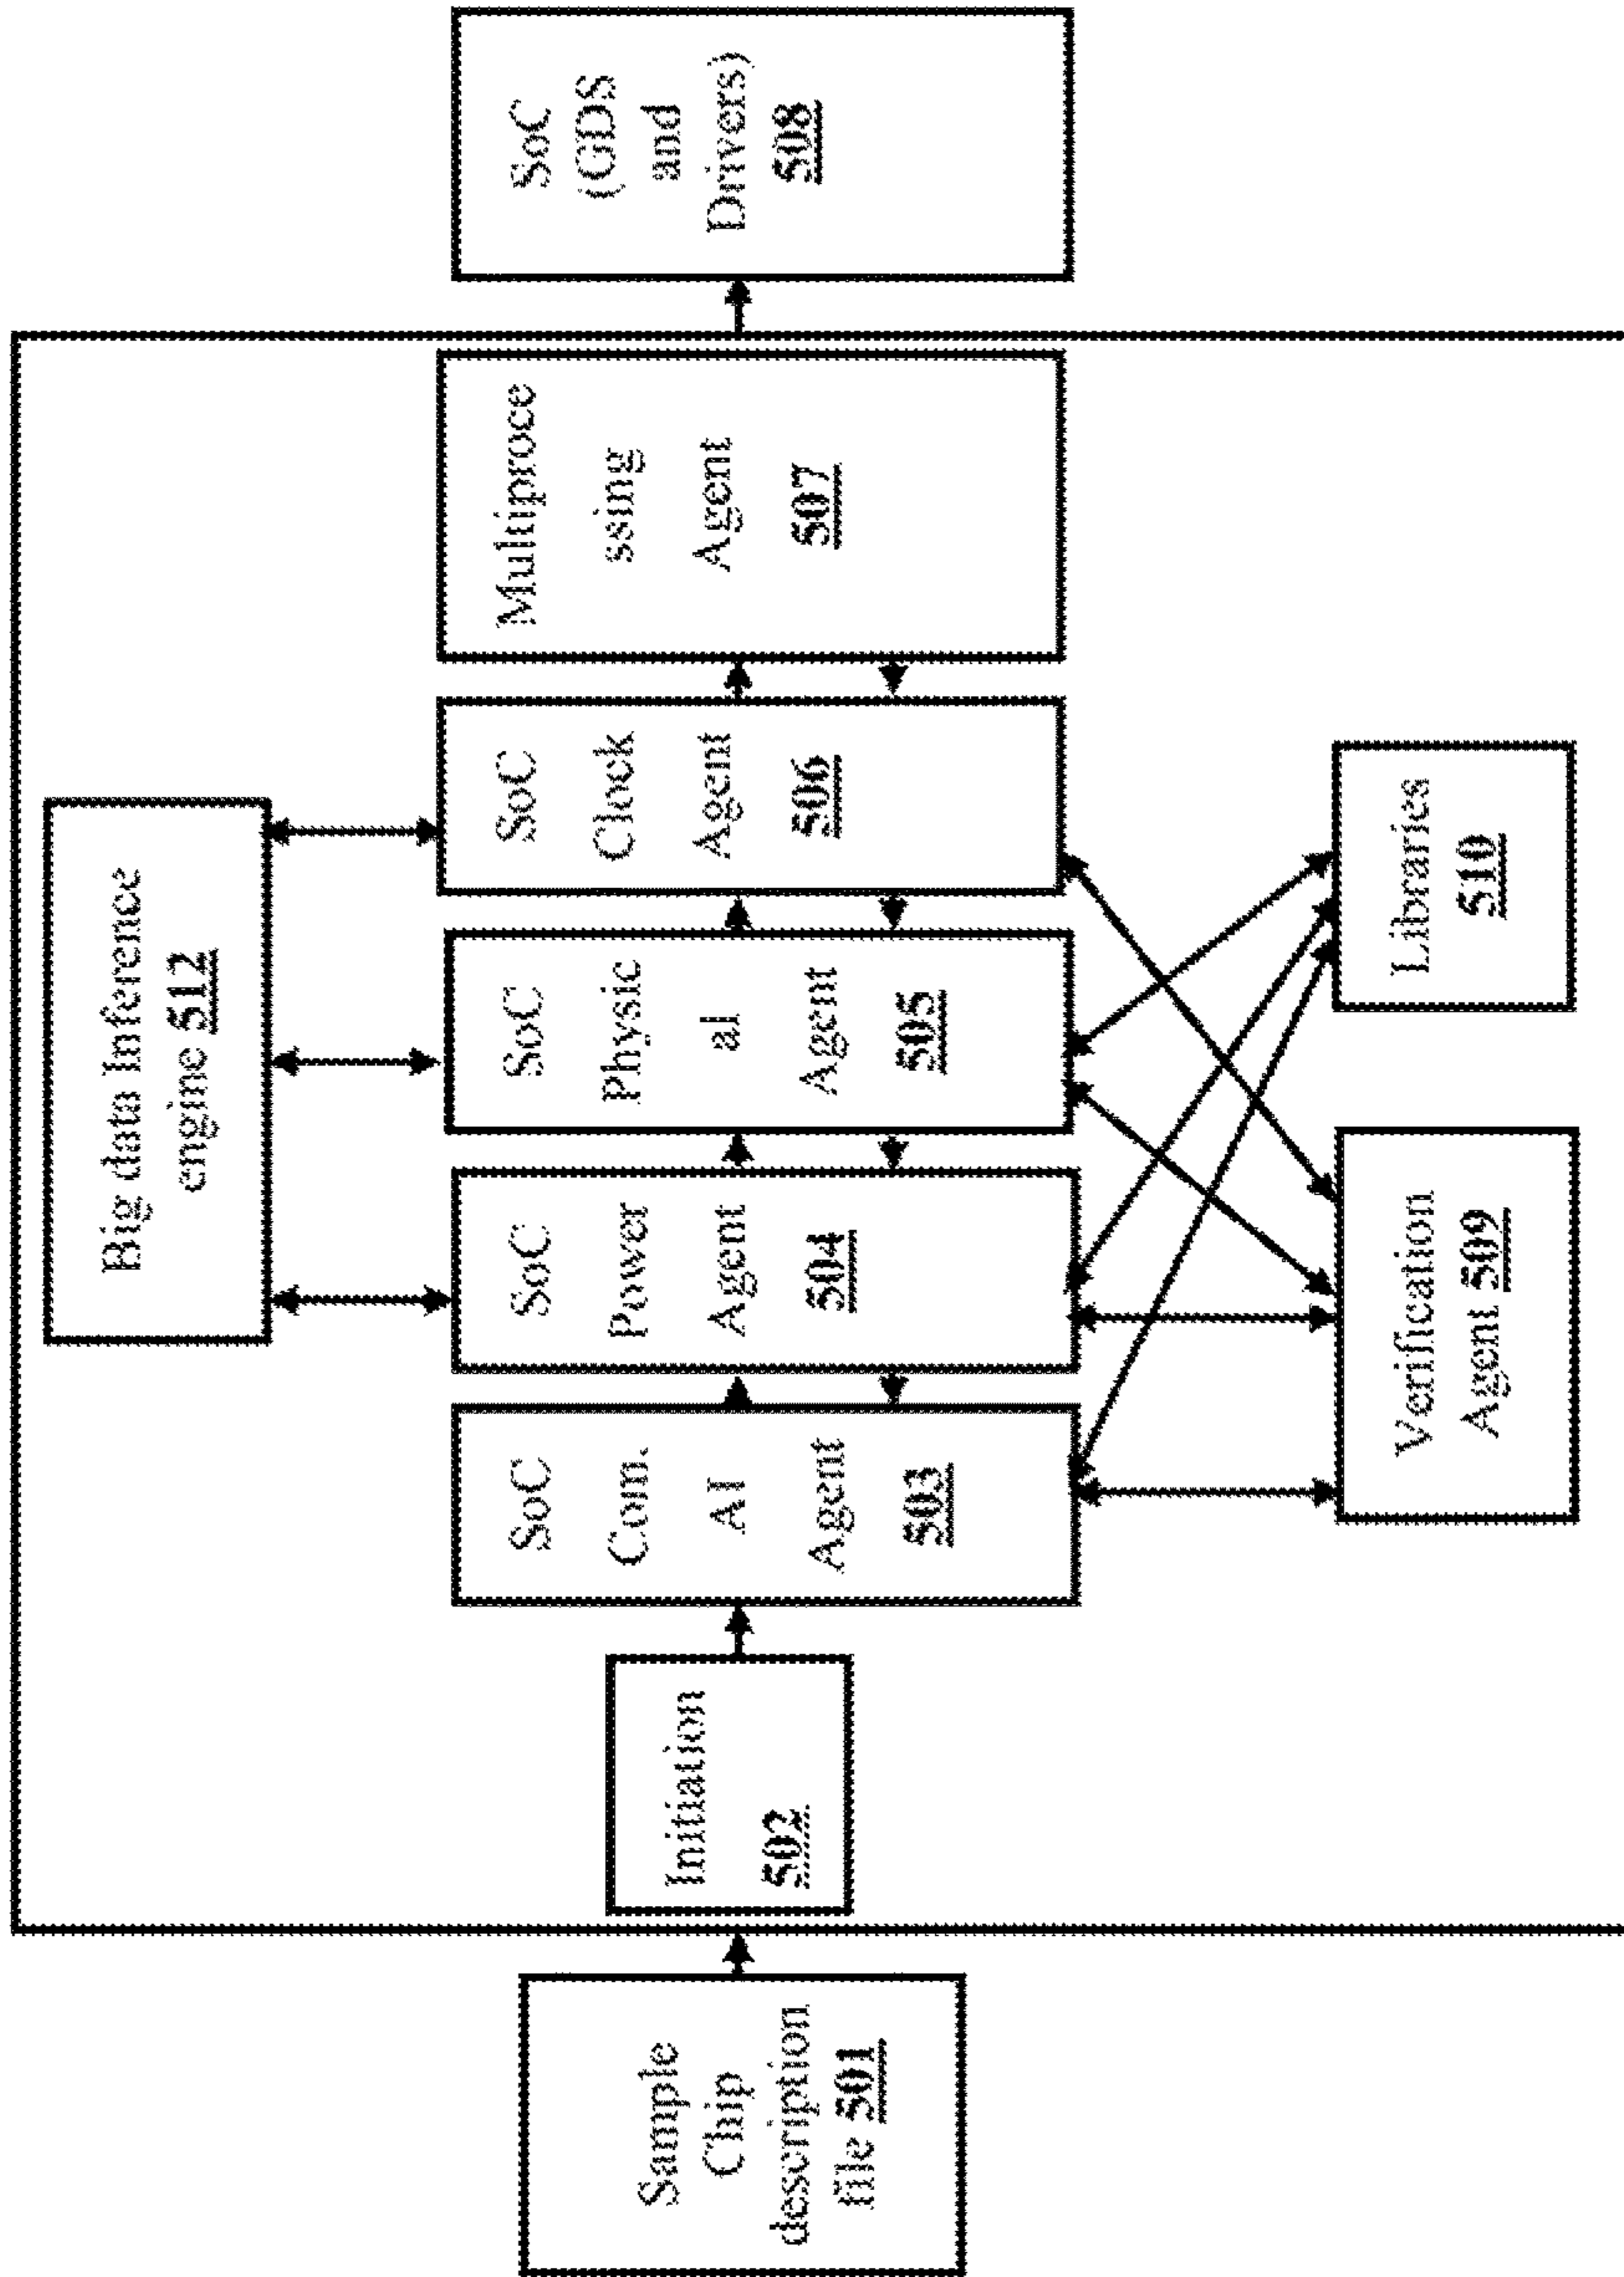 Big data Inference
engine 512
Sample
Chip
description
file 501
Initiation
502
SoC
Com.
AI
Agent
503
SoC
Power
Agent
504
SoC
Physic
al
Agent
505
SoC
Clock
Agent
506
Multiproce
ssing
Agent
507
SoC
(GDS
and
Drivers)
508
Verification
Agent 509
Libraries
510